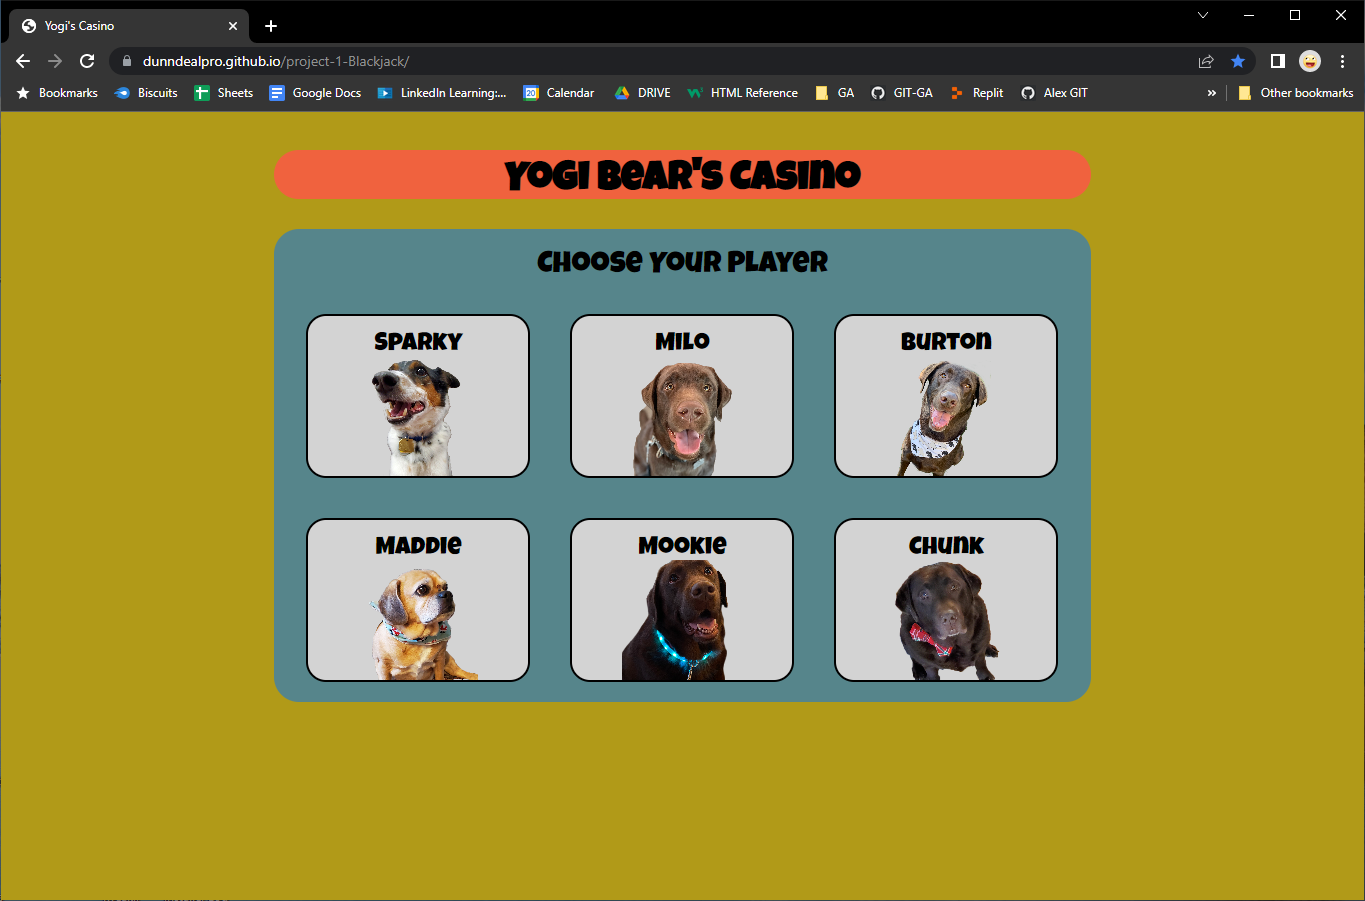 Yogi's Casino
dunndealpro.github.io/project-1-Blackjack/
Bookmarks Biscuits Sheets Google Docs LinkedIn Learning:... 20 Calendar DRIVE HTML Reference GA GIT-GA Replit Alex GIT » Other bookmarks
Yogi Bear's Casino
Choose Your Player
Sparky Milo Burton
Maddie Mookie Chunk